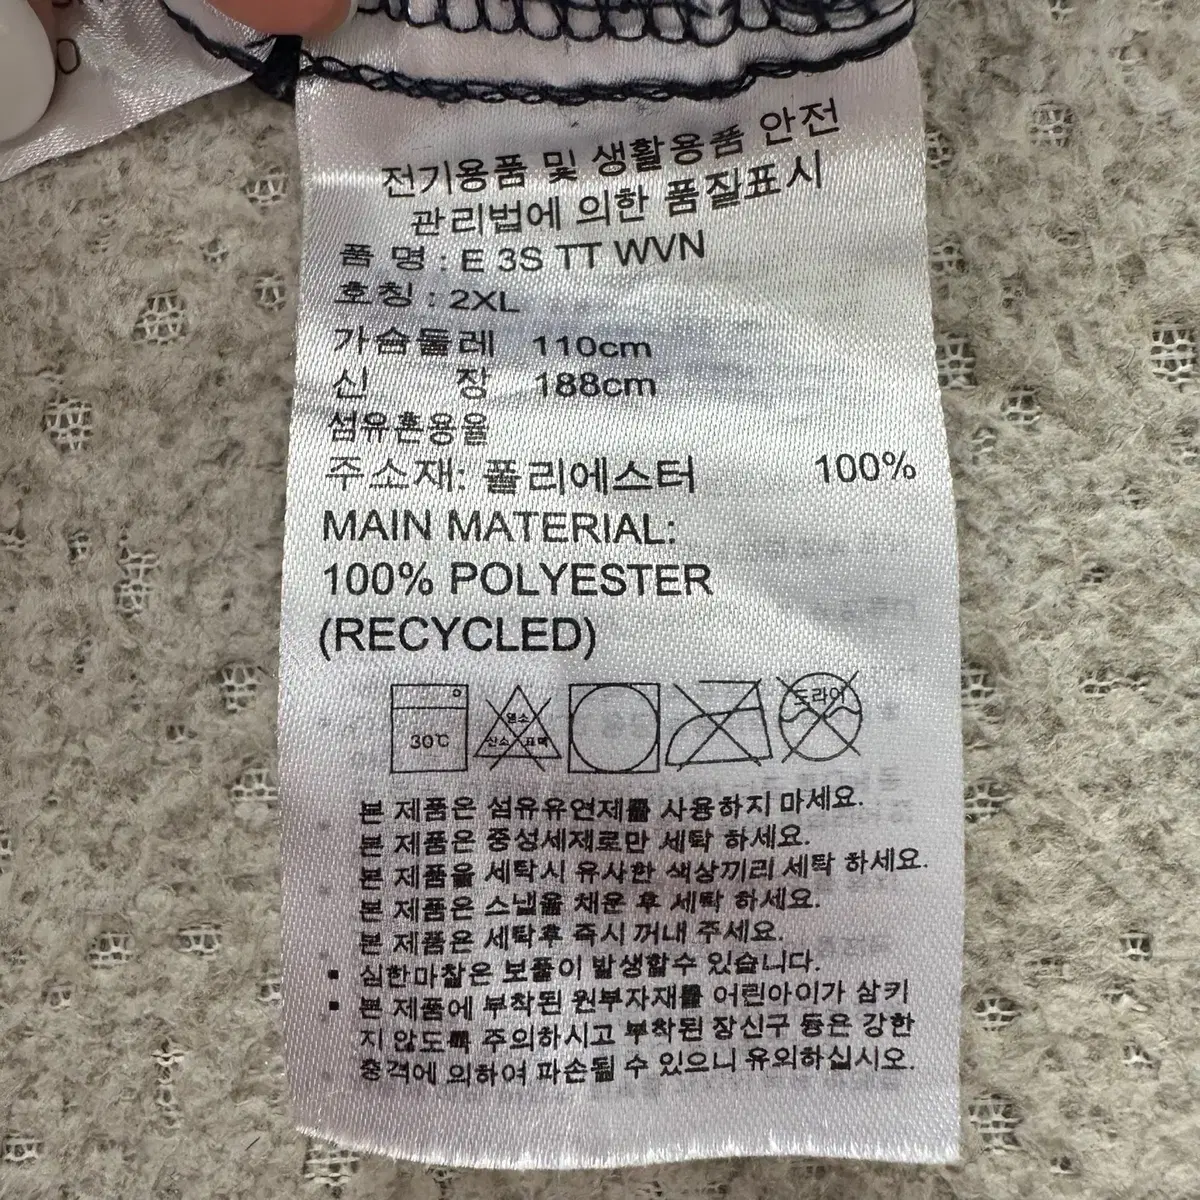 전기용품 및 생활용품 안전
관리법에 의한 품질표시
품 명 : E 3S TT WVN
호칭 : 2XL
가슴둘레 110cm
신 장 188cm
섬유혼용율
주소재: 폴리에스터 100%
MAIN MATERIAL:
100% POLYESTER
(RECYCLED)
30℃
염소
산소 표백
드라이
본 제품은 섬유유연제를 사용하지 마세요.
본 제품은 중성세제로만 세탁 하세요.
본 제품을 세탁시 유사한 색상끼리 세탁 하세요.
본 제품은 스냅을 채운 후 세탁 하세요.
본 제품은 세탁후 즉시 꺼내 주세요.
▪ 심한마찰은 보풀이 발생할수 있습니다.
▪ 본 제품에 부착된 원부자재를 어린아이가 삼키
지 않도록 주의하시고 부착된 장신구 등은 강한
충격에 의하여 파손될 수 있으니 유의하십시오.